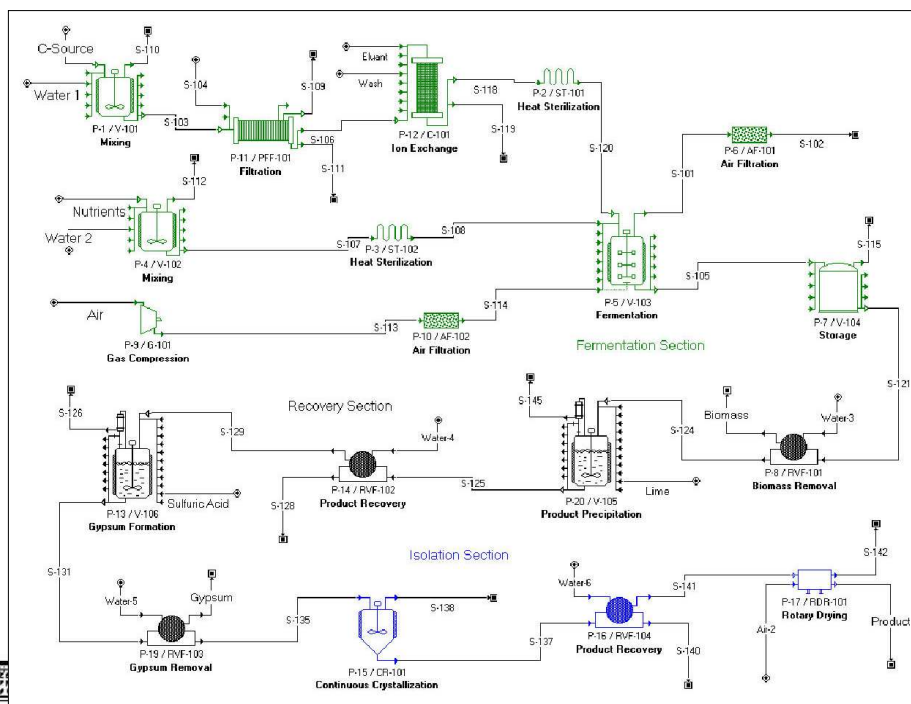 C-Source
S-110
Water 1
P-1 / V-101
Mixing
S-103
S-104
S-109
P-11 / PFF-101
Filtration
S-106
S-111
Eluant
Wash
P-12 / C-101
Ion Exchange
S-118
S-119
P-2 / ST-101
Heat Sterilization
S-120
S-101
P-6 / AF-101
Air Filtration
S-102
S-112
Nutrients
Water 2
P-4 / V-102
Mixing
S-107
P-3 / ST-102
Heat Sterilization
S-108
S-105
S-115
P-5 / V-103
Fermentation
P-7 / V-104
Storage
Air
P-9 / G-101
Gas Compression
S-113
P-10 / AF-102
Air Filtration
S-114
Fermentation Section
S-121
S-126
S-129
Recovery Section
Water-4
S-145
S-124
Biomass
Water-3
P-8 / RVF-101
Biomass Removal
Sulfuric Acid
P-13 / V-106
Gypsum Formation
S-128
P-14 / RVF-102
Product Recovery
S-125
Lime
P-20 / V-105
Product Precipitation
Isolation Section
S-131
Water-5
Gypsum
P-19 / RVF-103
Gypsum Removal
S-135
S-138
P-15 / CR-101
Continuous Crystallization
S-137
Water-6
S-141
P-16 / RVF-104
Product Recovery
S-140
S-142
P-17 / RDR-101
Rotary Drying
Air-2
Product